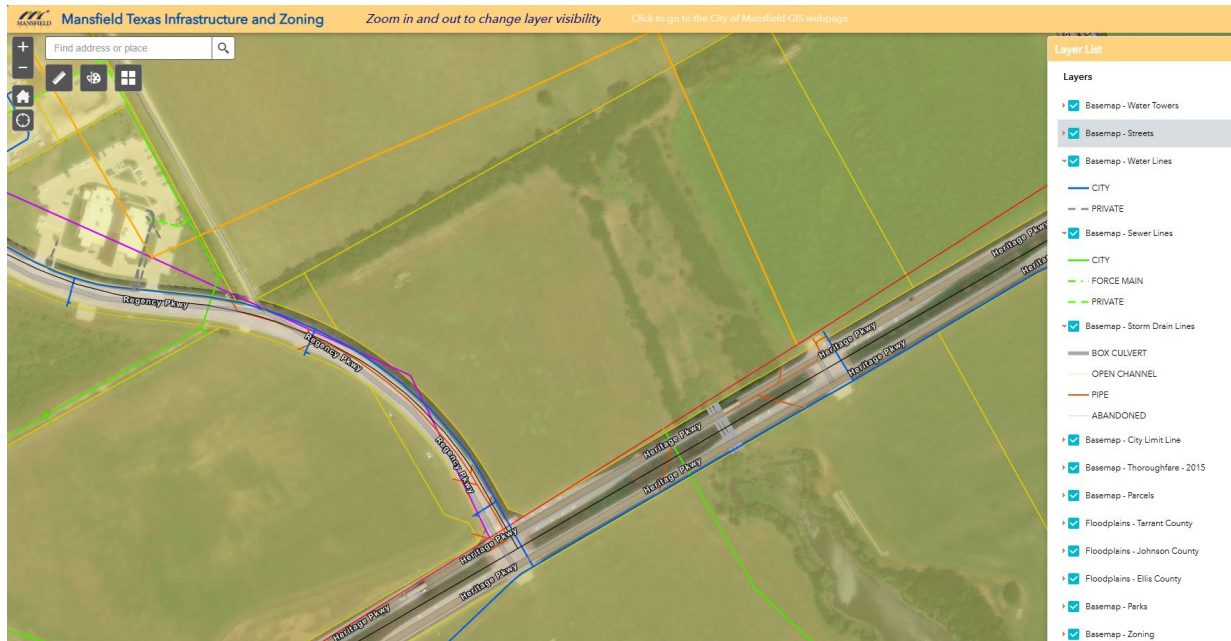 MANSFIELD
Mansfield Texas Infrastructure and Zoning
Zoom in and out to change layer visibility
Click to go to the City of Mansfield GIS webpage
+
−
Find address or place
Layer List
Layers
Basemap - Water Towers
Basemap - Streets
Basemap - Water Lines
CITY
PRIVATE
Basemap - Sewer Lines
CITY
FORCE MAIN
PRIVATE
Basemap - Storm Drain Lines
BOX CULVERT
OPEN CHANNEL
PIPE
ABANDONED
Basemap - City Limit Line
Basemap - Thoroughfare - 2015
Basemap - Parcels
Floodplains - Tarrant County
Floodplains - Johnson County
Floodplains - Ellis County
Basemap - Parks
Basemap - Zoning
Heritage Pkwy
Heritage Pkwy
Regency Pkwy
Regency Pkwy
Heritage Pkwy
Heritage Pkwy
Regency Pkwy
Heritage Pkwy
Heritage Pkwy
Heritage Pkwy
Heritage Pkwy
Heritage Pkwy